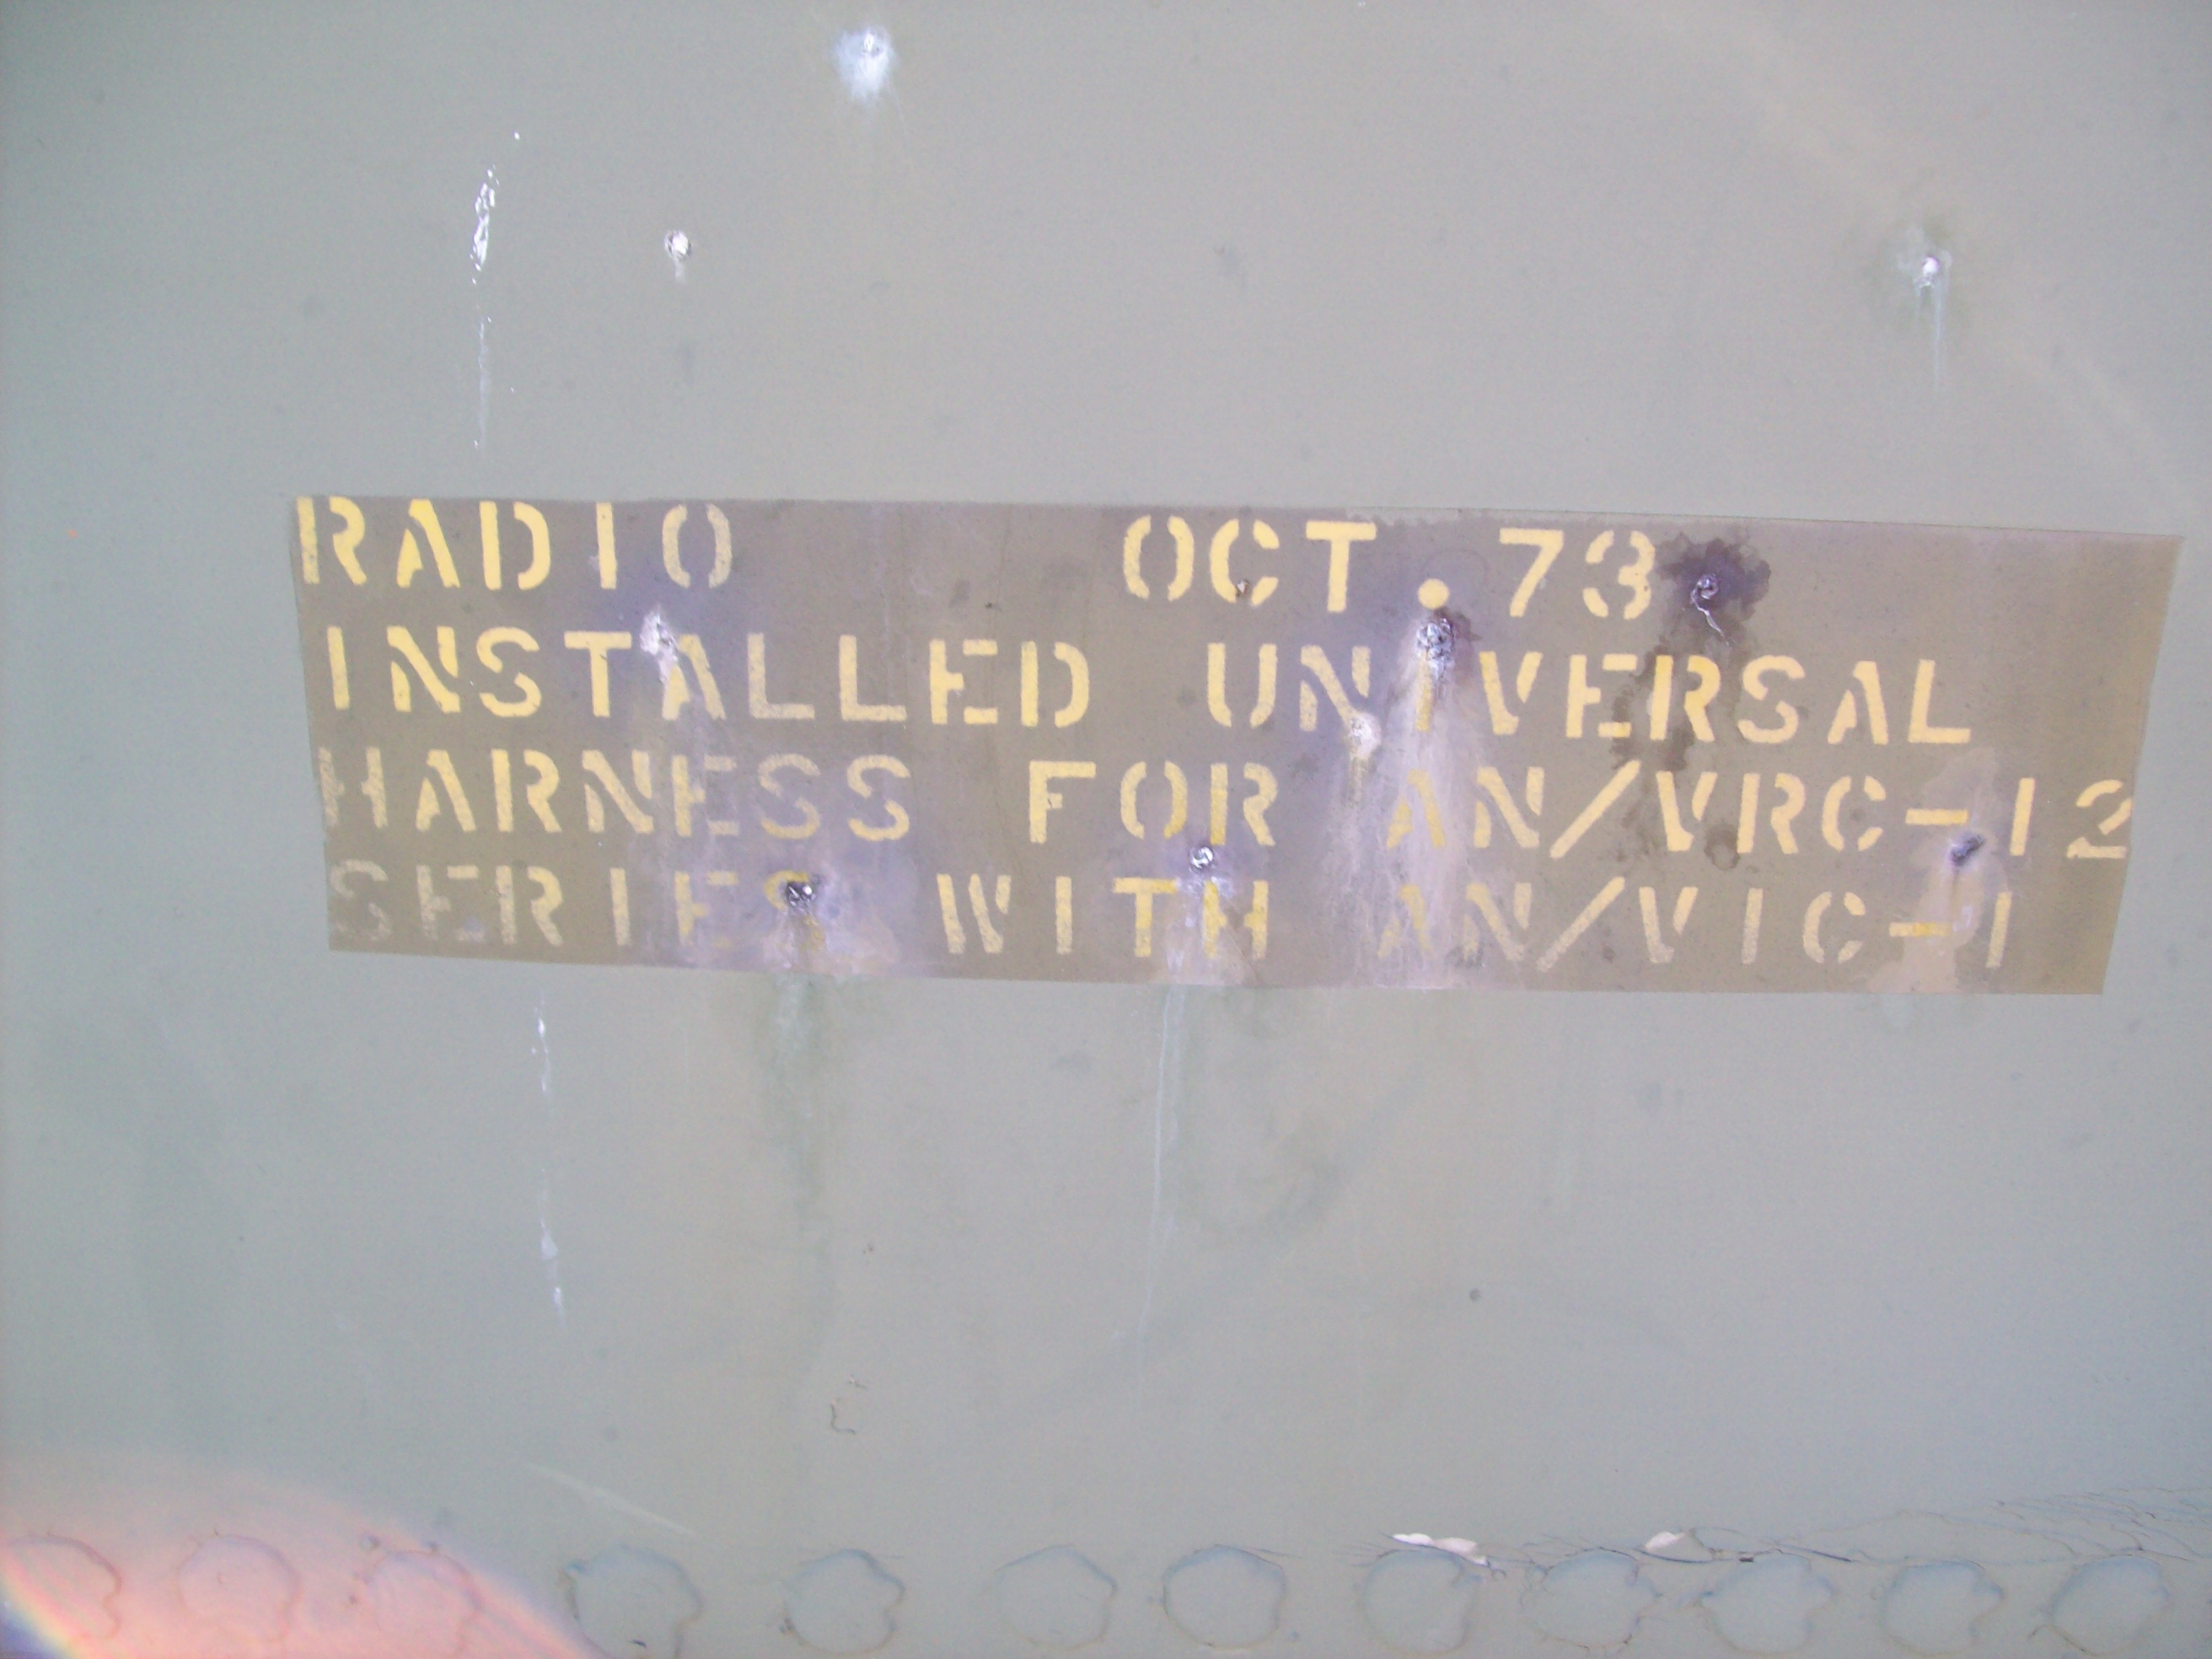 RADIO OCT.73
INSTALLED UNIVERSAL
HARNESS FOR AN/VRC-12
SERIES WITH AN/VIC-1